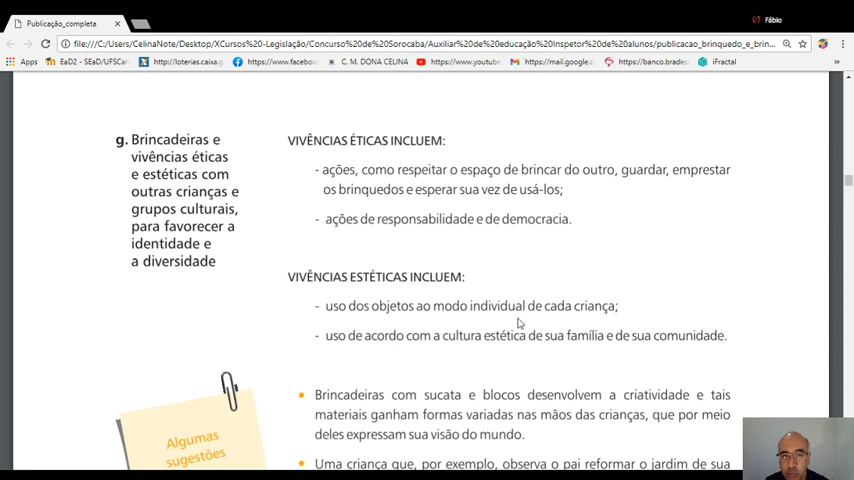 Publicação_completa
Fábio
file:///C:/Users/CelinaNote/Desktop/XCursos%20-Legislação/Concurso%20de%20Sorocaba/Auxiliar%20de%20educação%20Inspetor%20de%20alunos/publicacao_brinquedo_e_brin...
Apps EaD2 - SEaD/UFSCar http://loterias.caixa.g https://www.facebo C. M. DONA CELINA https://www.youtube https://mail.google.c https://banco.brades iFractal »
g. Brincadeiras e
vivências éticas
e estéticas com
outras crianças e
grupos culturais,
para favorecer a
identidade e
a diversidade
VIVÊNCIAS ÉTICAS INCLUEM:
- ações, como respeitar o espaço de brincar do outro, guardar, emprestar
os brinquedos e esperar sua vez de usá-los;
- ações de responsabilidade e de democracia.
VIVÊNCIAS ESTÉTICAS INCLUEM:
- uso dos objetos ao modo individual de cada criança;
- uso de acordo com a cultura estética de sua família e de sua comunidade.
Algumas
sugestões
• Brincadeiras com sucata e blocos desenvolvem a criatividade e tais
materiais ganham formas variadas nas mãos das crianças, que por meio
deles expressam sua visão do mundo.
• Uma criança que, por exemplo, observa o pai reformar o jardim de sua